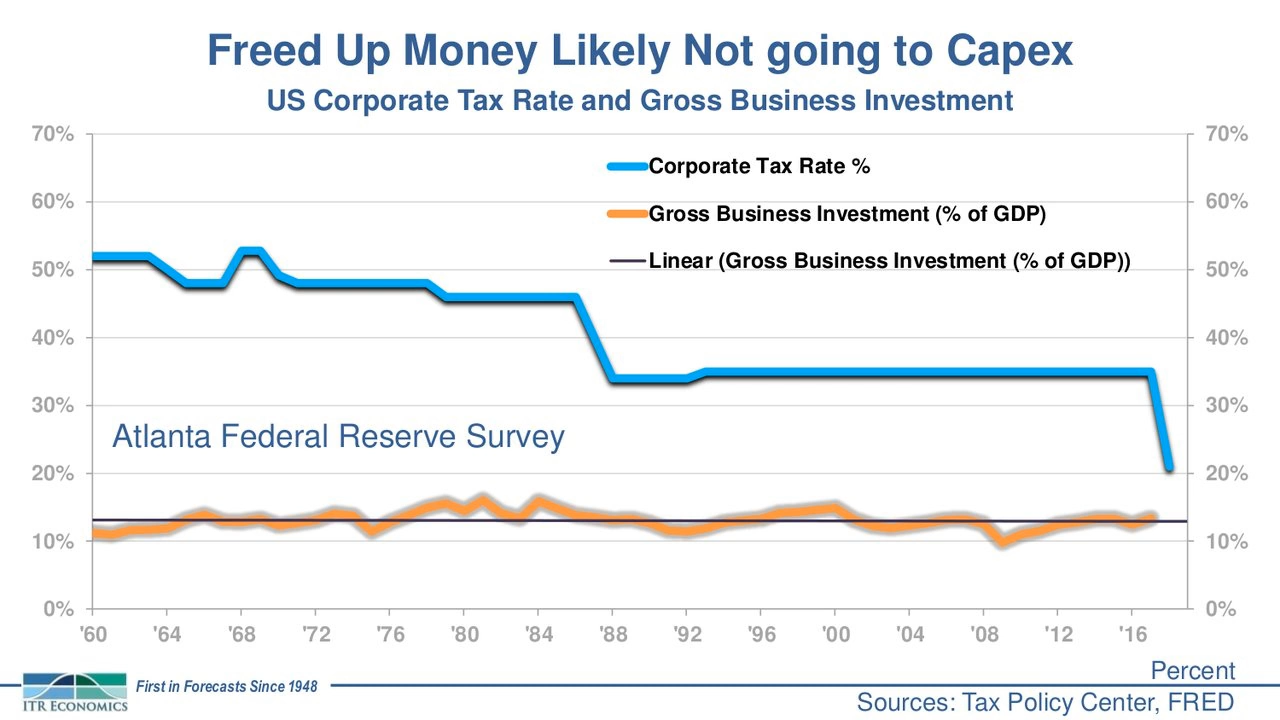 Freed Up Money Likely Not going to Capex
US Corporate Tax Rate and Gross Business Investment
70%
60%
50%
40%
30%
20%
10%
0%
70%
60%
50%
40%
30%
20%
10%
0%
Corporate Tax Rate %
Gross Business Investment (% of GDP)
Linear (Gross Business Investment (% of GDP))
Atlanta Federal Reserve Survey
'60 '64 '68 '72 '76 '80 '84 '88 '92 '96 '00 '04 '08 '12 '16
ITR ECONOMICS
First in Forecasts Since 1948
Percent
Sources: Tax Policy Center, FRED